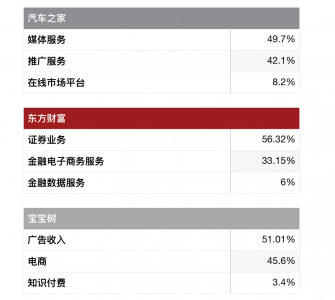 汽车之家
媒体服务 49.7%
推广服务 42.1%
在线市场平台 8.2%
东方财富
证券业务 56.32%
金融电子商务服务 33.15%
金融数据服务 6%
宝宝树
广告收入 51.01%
电商 45.6%
知识付费 3.4%